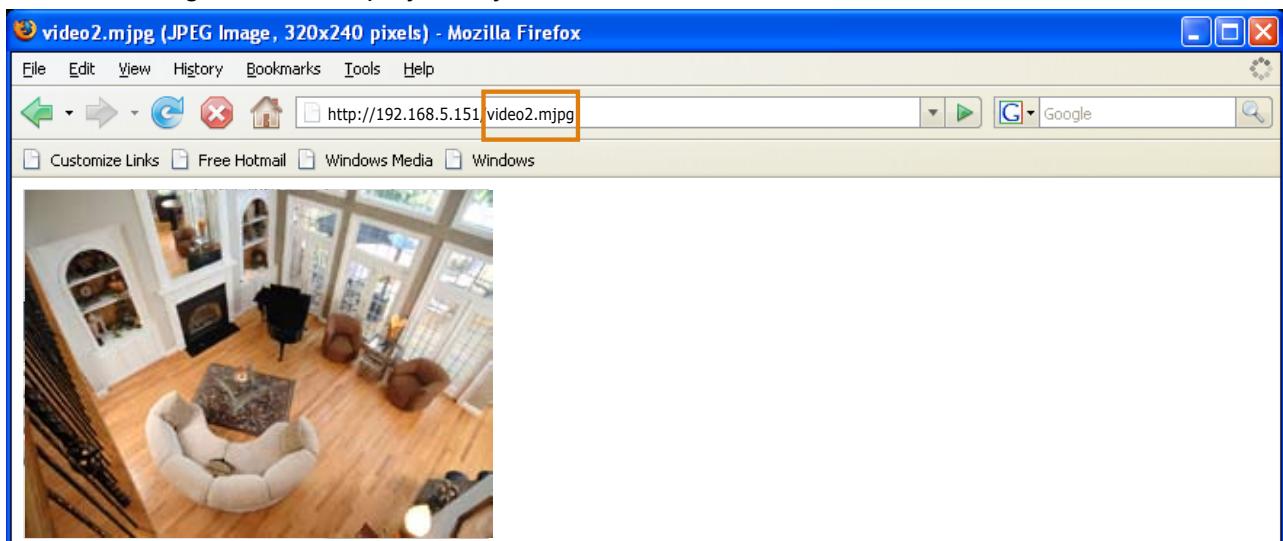 video2.mjpg (JPEG Image, 320x240 pixels) - Mozilla Firefox
File Edit View History Bookmarks Tools Help
http://192.168.5.151/video2.mjpg G Google
Customize Links Free Hotmail Windows Media Windows